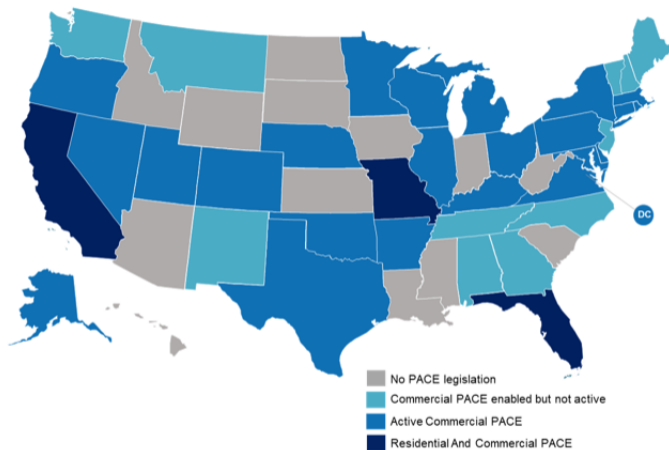 DC
No PACE legislation
Commercial PACE enabled but not active
Active Commercial PACE
Residential And Commercial PACE